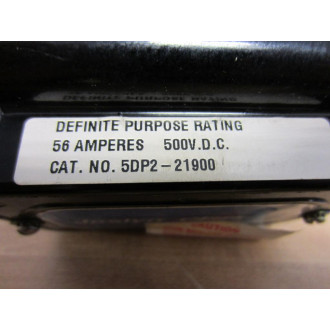 DEFINITE PURPOSE RATING
56 AMPERES 500V.D.C.
CAT. NO. 5DP2-21900